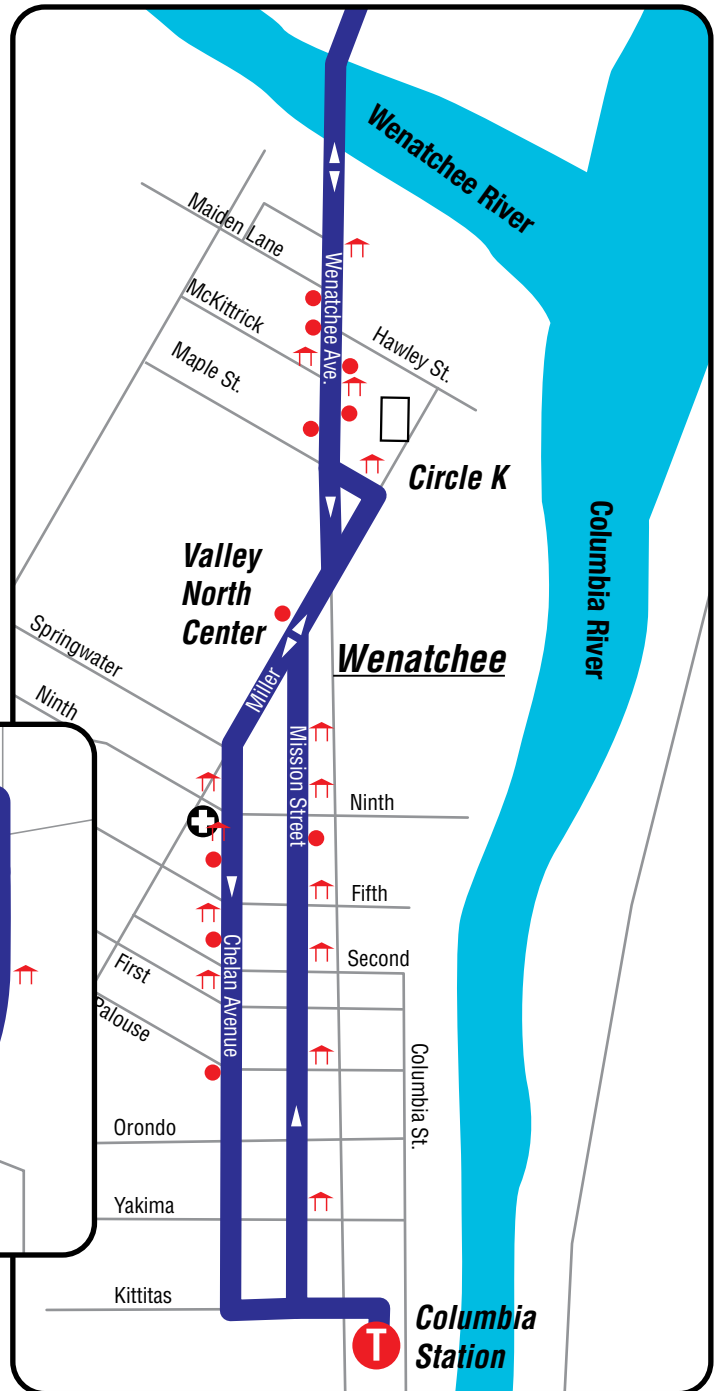 Wenatchee River
Maiden Lane
Wenatchee Ave.
McKittrick
Hawley St.
Maple St.
Circle K
Columbia River
Valley
North
Center
Springwater
Wenatchee
Miller
Ninth
Mission Street
Ninth
Fifth
Chelan Avenue
Second
First
Palouse
Columbia St.
Orondo
Yakima
Kittitas
Columbia
Station
T